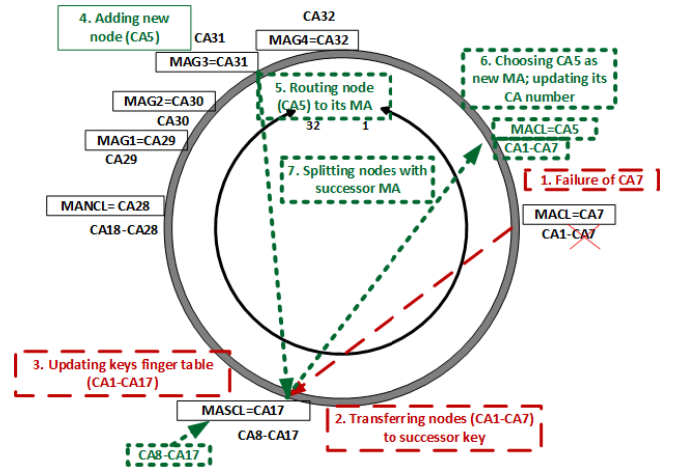 4. Adding new
node (CA5)
CA32
CA31
MAG4=CA32
MAG3=CA31
6. Choosing CA5 as
new MA; updating its
CA number
5. Routing node
(CA5) to its MA
32
1
MAG2=CA30
CA30
MAG1=CA29
CA29
MACL=CA5
CA1-CA7
7. Splitting nodes with
successor MA
1. Failure of CA7
MANCL= CA28
CA18-CA28
MACL=CA7
CA1-CA7
3. Updating keys finger table
(CA1-CA17)
MASCL=CA17
CA8-CA17
2. Transferring nodes (CA1-CA7)
to successor key
CA8-CA17